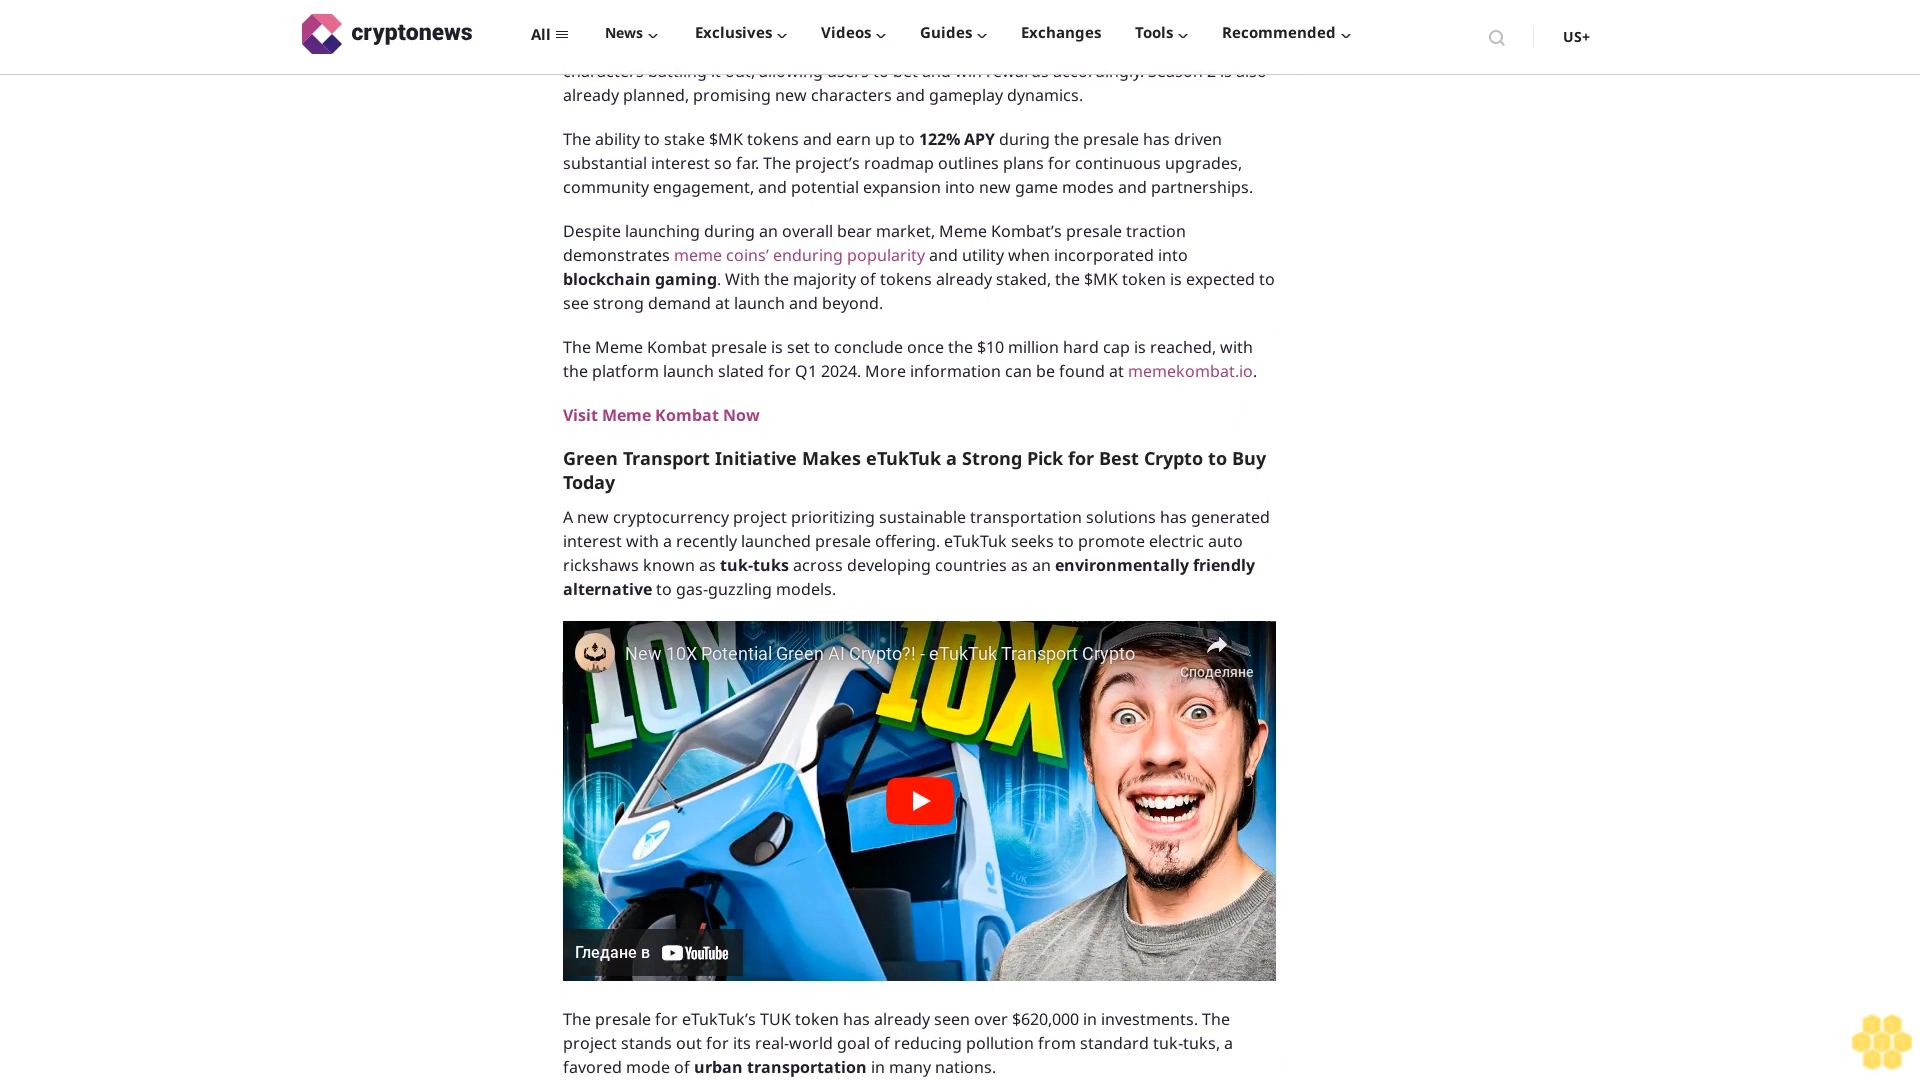 cryptonews
All
News
Exclusives
Videos
Guides
Exchanges
Tools
Recommended
US+
already planned, promising new characters and gameplay dynamics.
The ability to stake $MK tokens and earn up to 122% APY during the presale has driven
substantial interest so far. The project’s roadmap outlines plans for continuous upgrades,
community engagement, and potential expansion into new game modes and partnerships.
Despite launching during an overall bear market, Meme Kombat’s presale traction
demonstrates meme coins’ enduring popularity and utility when incorporated into
blockchain gaming. With the majority of tokens already staked, the $MK token is expected to
see strong demand at launch and beyond.
The Meme Kombat presale is set to conclude once the $10 million hard cap is reached, with
the platform launch slated for Q1 2024. More information can be found at memekombat.io.
Visit Meme Kombat Now
Green Transport Initiative Makes eTukTuk a Strong Pick for Best Crypto to Buy
Today
A new cryptocurrency project prioritizing sustainable transportation solutions has generated
interest with a recently launched presale offering. eTukTuk seeks to promote electric auto
rickshaws known as tuk-tuks across developing countries as an environmentally friendly
alternative to gas-guzzling models.
10X
10X
New 10X Potential Green AI Crypto?! - eTukTuk Transport Crypto
Споделяне
TUK
Гледане в YouTube
The presale for eTukTuk’s TUK token has already seen over $620,000 in investments. The
project stands out for its real-world goal of reducing pollution from standard tuk-tuks, a
favored mode of urban transportation in many nations.